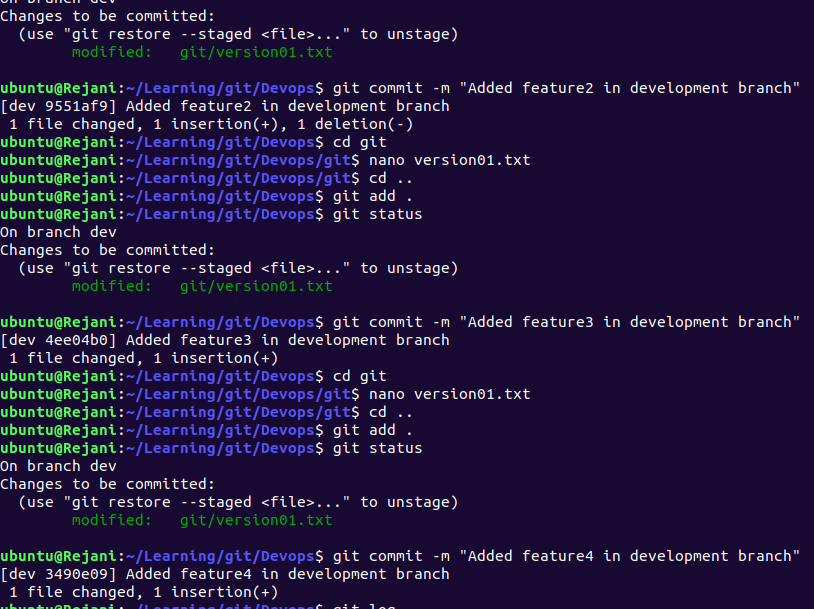 On branch dev
Changes to be committed:
  (use "git restore --staged <file>..." to unstage)
        modified:   git/version01.txt

ubuntu@Rejani:~/Learning/git/Devops$ git commit -m "Added feature2 in development branch"
[dev 9551af9] Added feature2 in development branch
 1 file changed, 1 insertion(+), 1 deletion(-)
ubuntu@Rejani:~/Learning/git/Devops$ cd git
ubuntu@Rejani:~/Learning/git/Devops/git$ nano version01.txt
ubuntu@Rejani:~/Learning/git/Devops/git$ cd ..
ubuntu@Rejani:~/Learning/git/Devops$ git add .
ubuntu@Rejani:~/Learning/git/Devops$ git status
On branch dev
Changes to be committed:
  (use "git restore --staged <file>..." to unstage)
        modified:   git/version01.txt

ubuntu@Rejani:~/Learning/git/Devops$ git commit -m "Added feature3 in development branch"
[dev 4ee04b0] Added feature3 in development branch
 1 file changed, 1 insertion(+)
ubuntu@Rejani:~/Learning/git/Devops$ cd git
ubuntu@Rejani:~/Learning/git/Devops/git$ nano version01.txt
ubuntu@Rejani:~/Learning/git/Devops/git$ cd ..
ubuntu@Rejani:~/Learning/git/Devops$ git add .
ubuntu@Rejani:~/Learning/git/Devops$ git status
On branch dev
Changes to be committed:
  (use "git restore --staged <file>..." to unstage)
        modified:   git/version01.txt

ubuntu@Rejani:~/Learning/git/Devops$ git commit -m "Added feature4 in development branch"
[dev 3490e09] Added feature4 in development branch
 1 file changed, 1 insertion(+)
ubuntu@Rejani:~/Learning/git/Devops$ git log